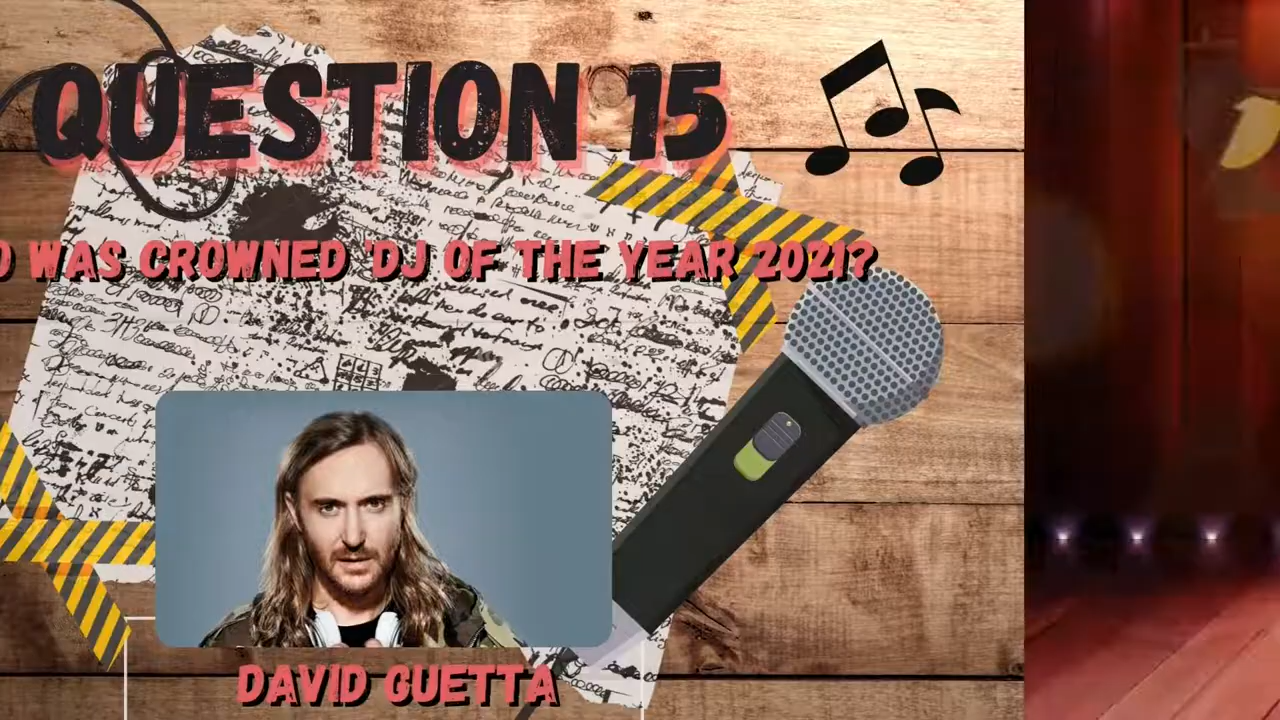 QUESTION 15
O WAS CROWNED 'DJ OF THE YEAR 2021?
DAVID GUETTA